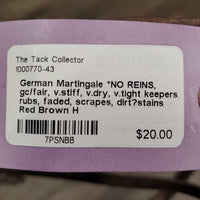 The Tack Collector
1000770-43
German Martingale *NO REINS,
gc/fair, v.stiff, v.dry, v.tight keepers
rubs, faded, scrapes, dirt?stains
Red Brown H
$20.00
7PSNBB